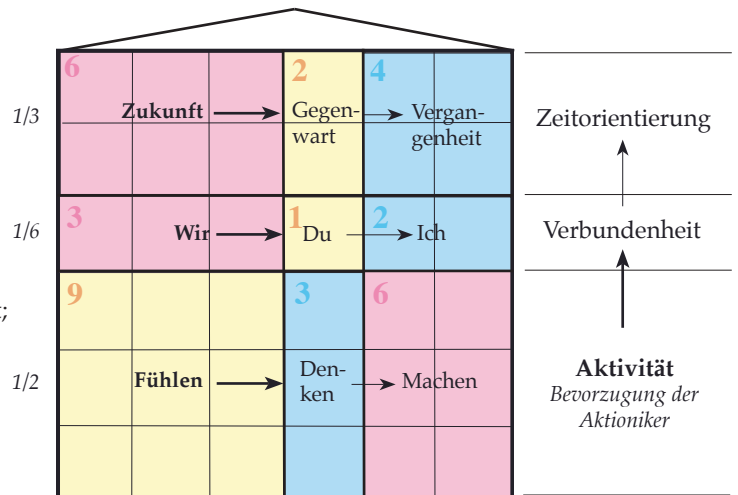 6
2
4
1/3
Zukunft
Gegen-
wart
Vergan-
genheit
Zeitorientierung
3
1
2
1/6
Wir
Du
Ich
Verbundenheit
9
3
6
t;
1/2
Fühlen
Den-
ken
Machen
Aktivität
Bevorzugung der
Aktioniker